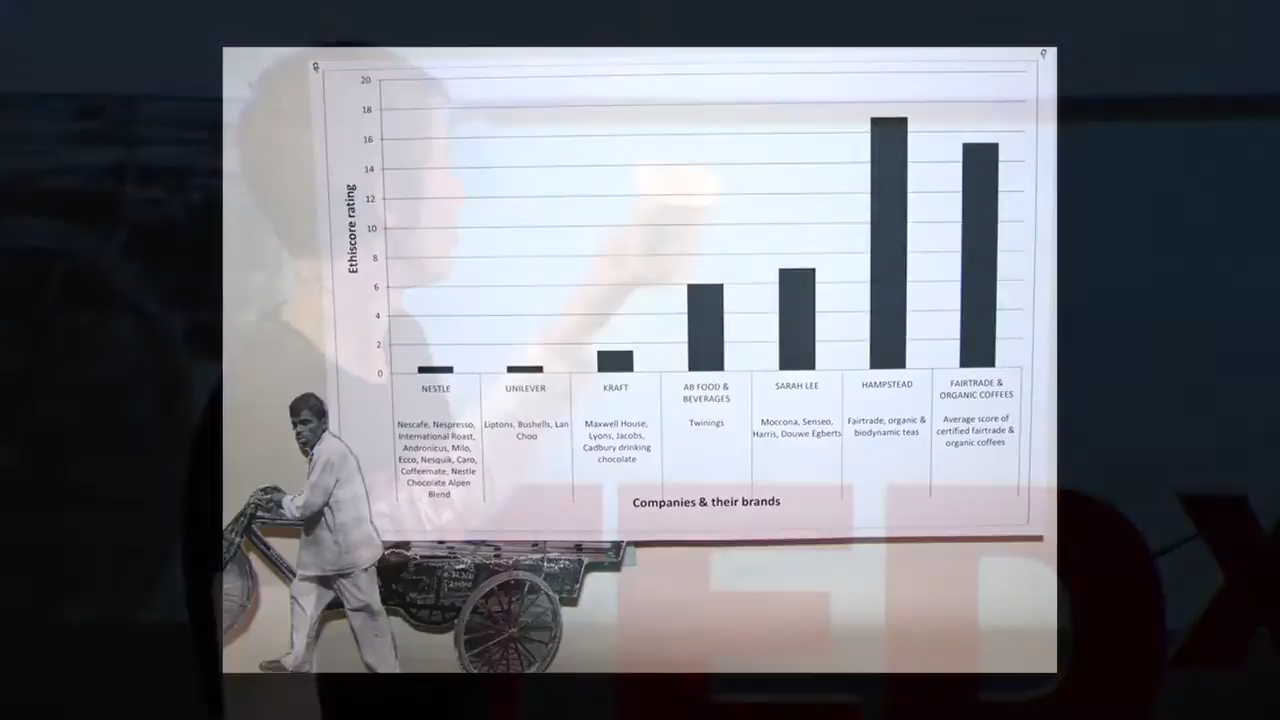 20
18
16
14
12
10
8
6
4
2
0
Ethiscore rating
NESTLE
Nescafe, Nespresso,
International Roast,
Andronicus, Milo,
Ecco, Nesquik, Caro,
Coffeemate, Nestle
Chocolate Alpen
Blend
UNILEVER
Liptons, Bushells, Lan
Choo
KRAFT
Maxwell House,
Lyons, Jacobs,
Cadbury drinking
chocolate
AB FOOD &
BEVERAGES
Twinings
SARAH LEE
Moccona, Senseo,
Harris, Douwe Egberts
HAMPSTEAD
Fairtrade, organic &
biodynamic teas
FAIRTRADE &
ORGANIC COFFEES
Average score of
certified fairtrade &
organic coffees
Companies & their brands
TEDx